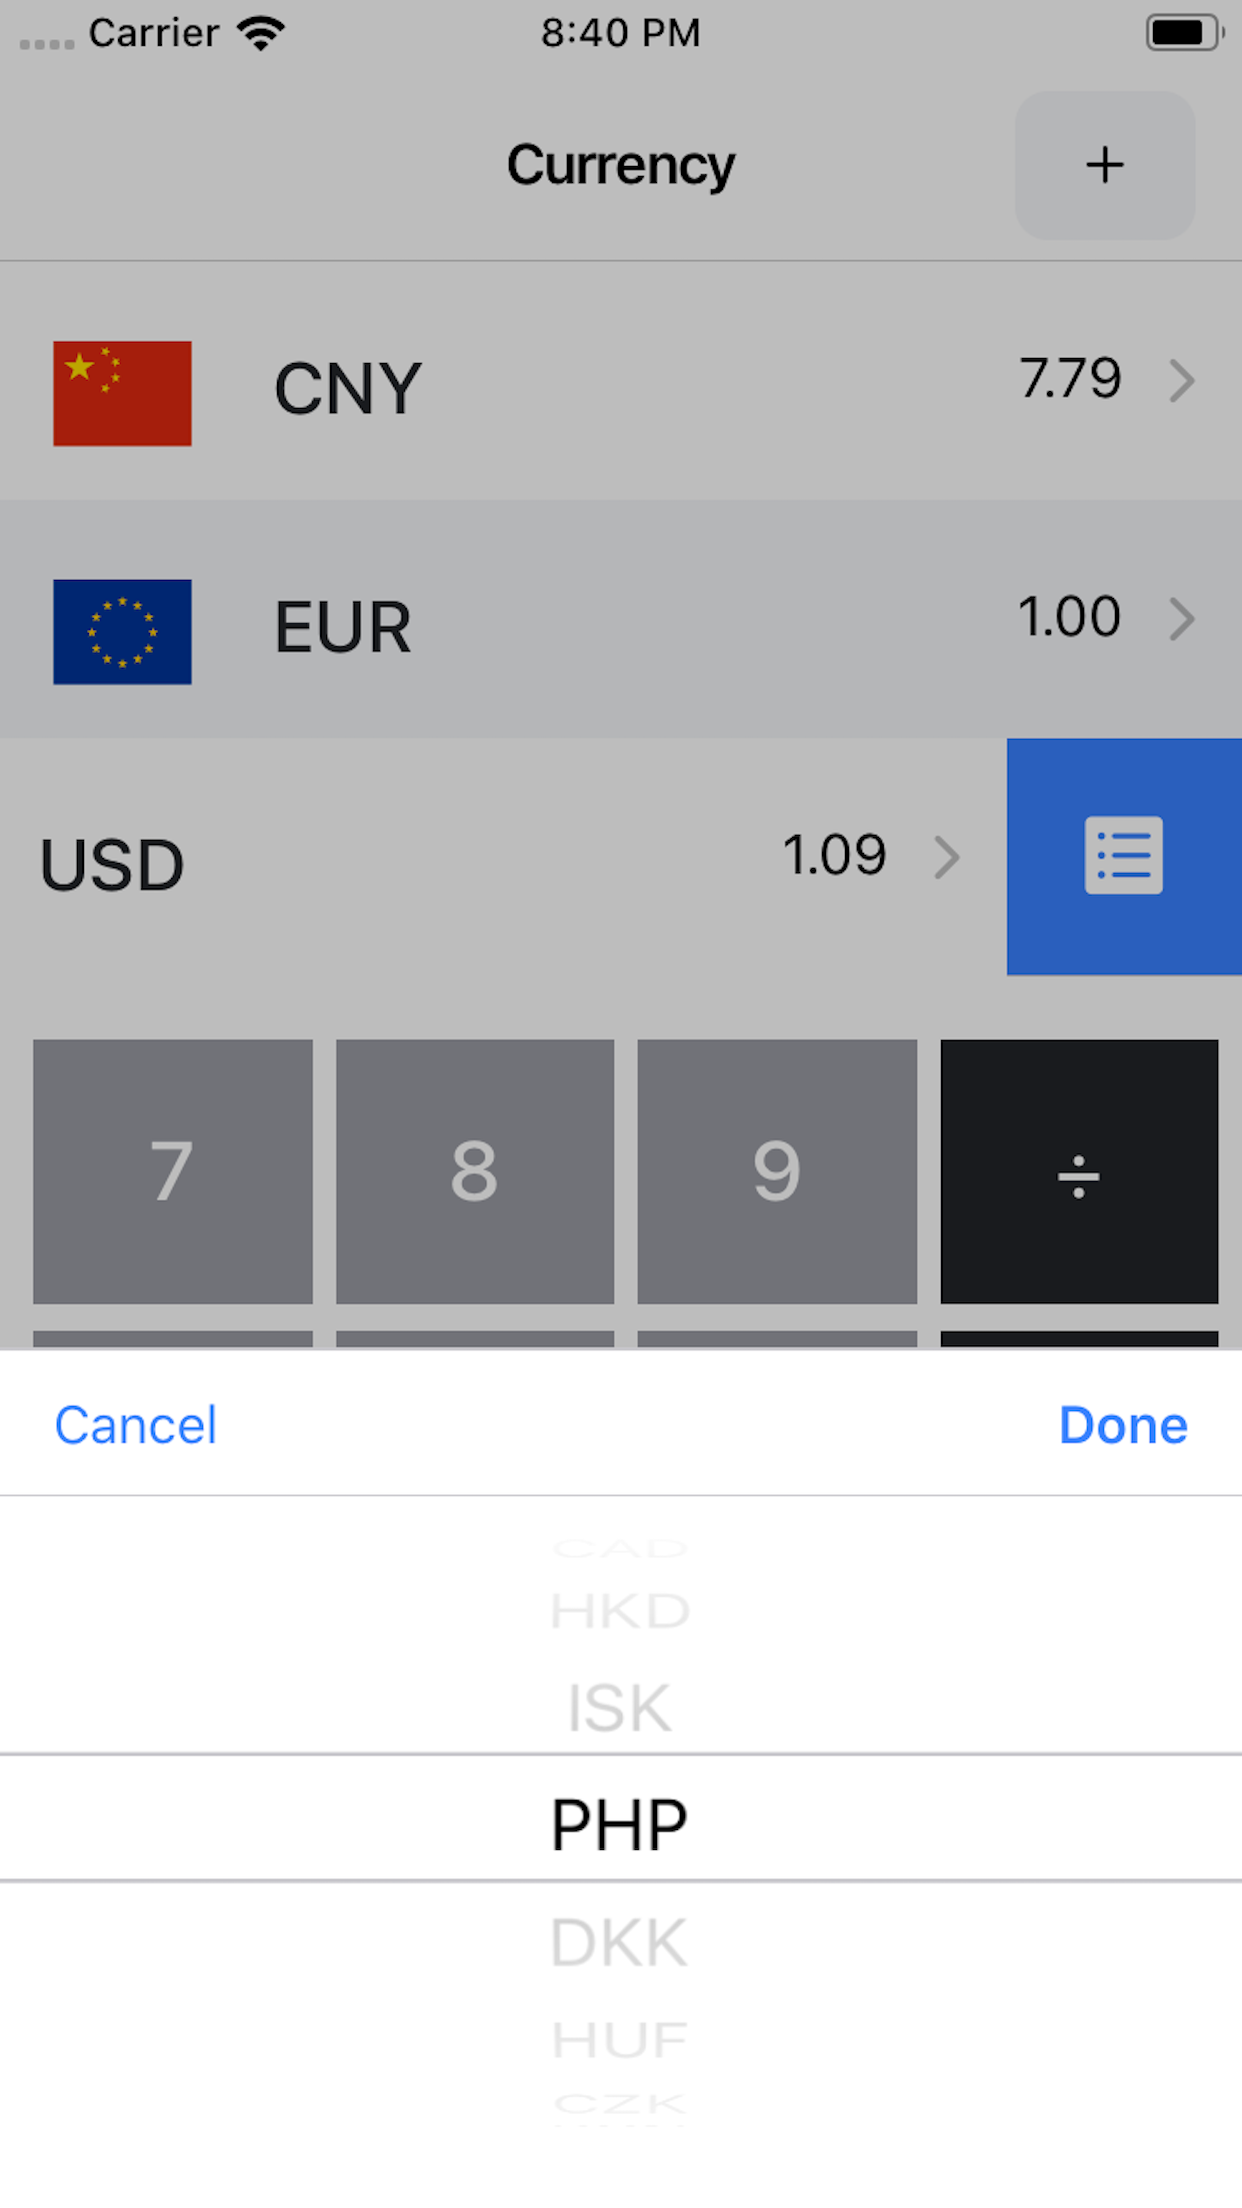 Carrier 8:40 PM
Currency +
CNY 7.79
EUR 1.00
USD 1.09
7 8 9 ÷
Cancel Done
CAD
HKD
ISK
PHP
DKK
HUF
CZK